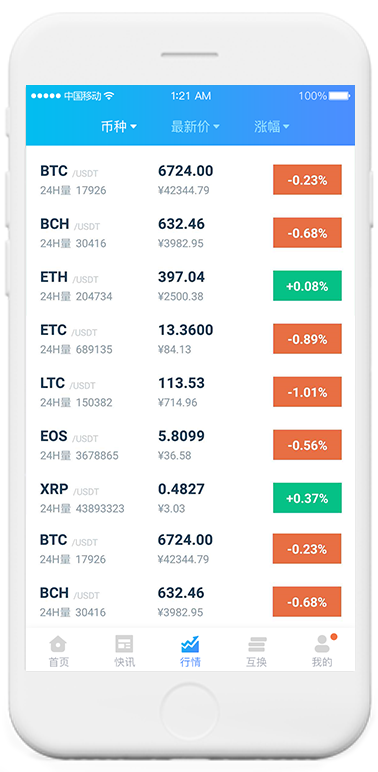 中国移动 1:21 AM 100%
币种 最新价 涨幅
BTC /USDT 6724.00 -0.23%
24H量 17926 ¥42344.79
BCH /USDT 632.46 -0.68%
24H量 30416 ¥3982.95
ETH /USDT 397.04 +0.08%
24H量 204734 ¥2500.38
ETC /USDT 13.3600 -0.89%
24H量 689135 ¥84.13
LTC /USDT 113.53 -1.01%
24H量 150382 ¥714.96
EOS /USDT 5.8099 -0.56%
24H量 3678865 ¥36.58
XRP /USDT 0.4827 +0.37%
24H量 43893323 ¥3.03
BTC /USDT 6724.00 -0.23%
24H量 17926 ¥42344.79
BCH /USDT 632.46 -0.68%
24H量 30416 ¥3982.95
首页 快讯 行情 互换 我的